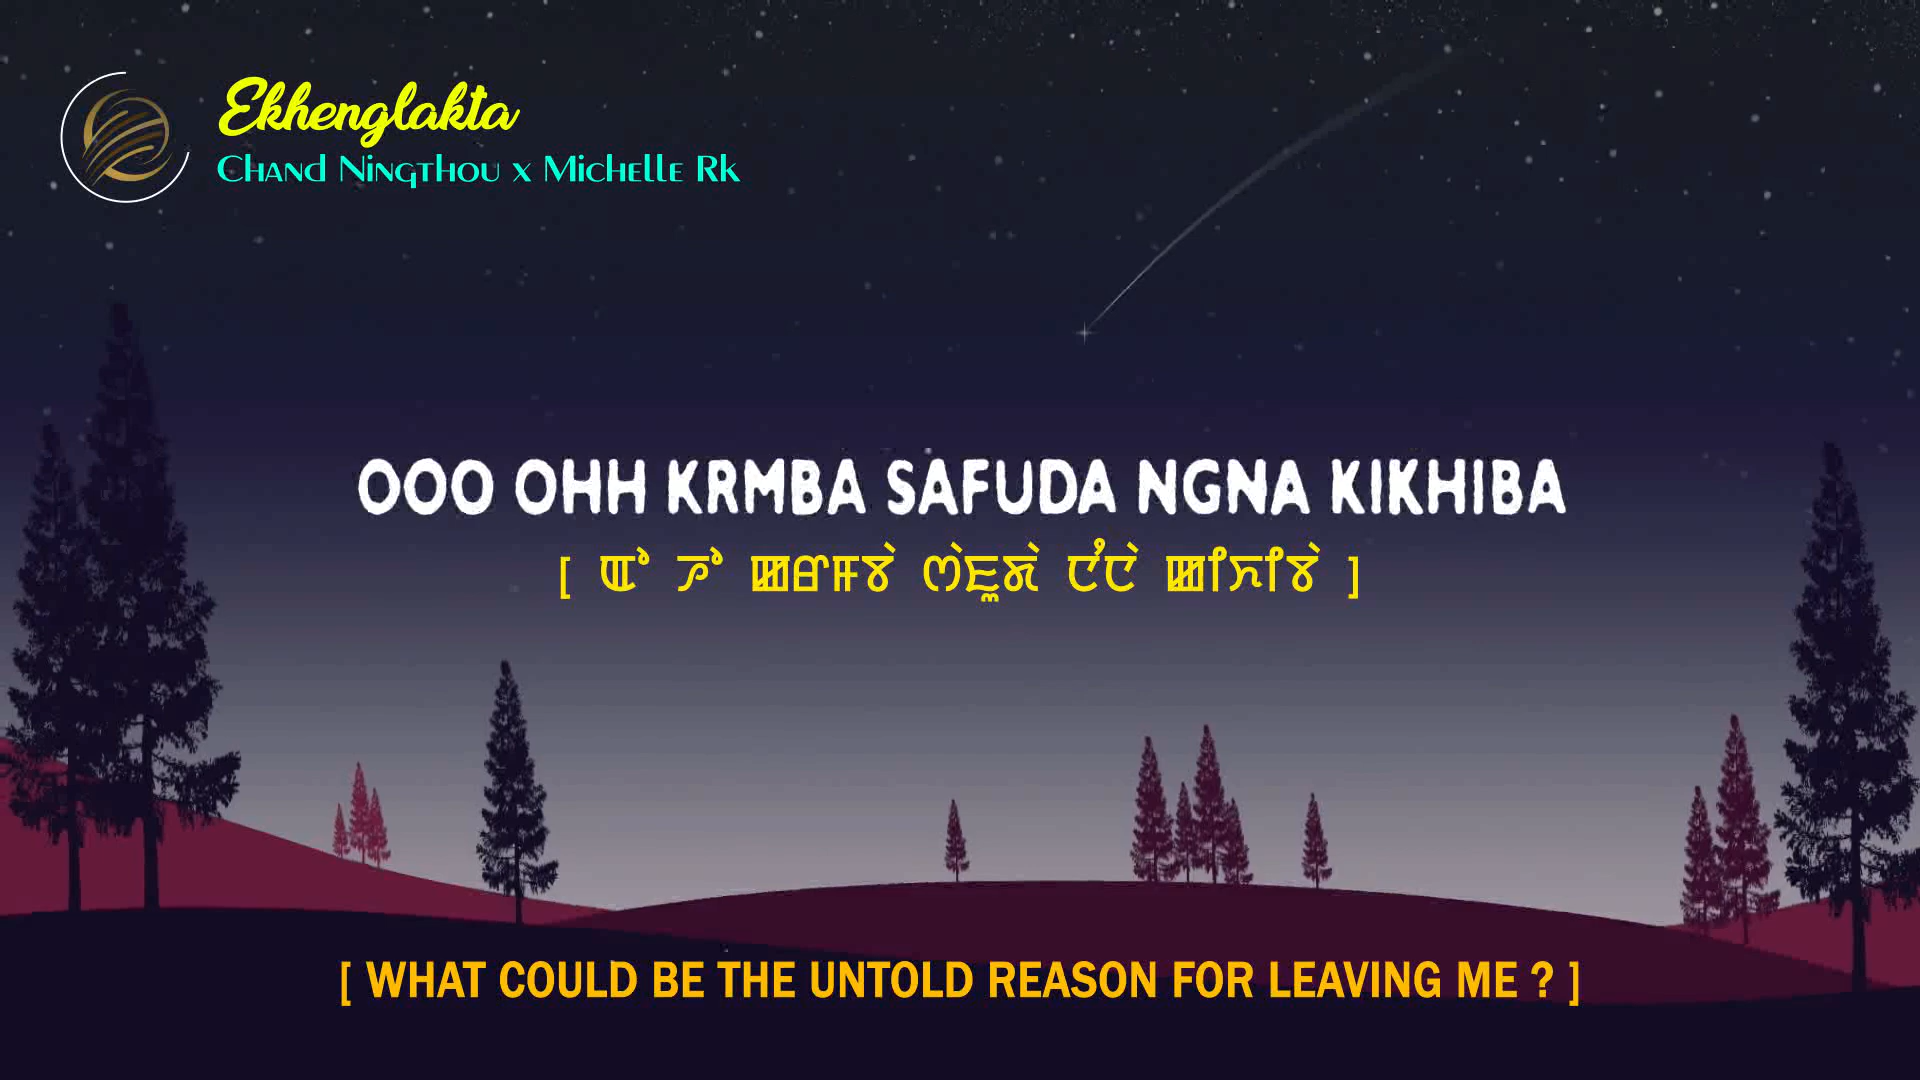 Ekhenglakta
Chand Ningthou x Michelle Rk
OOO OHH KRMBA SAFUDA NGNA KIKHIBA
[ ꯑꯣ ꯍꯣ ꯀꯔꯝꯕꯥ ꯁꯥꯐꯨꯗꯥ ꯅꯪꯅꯥ ꯀꯤꯈꯤꯕꯥ ]
[ WHAT COULD BE THE UNTOLD REASON FOR LEAVING ME ? ]